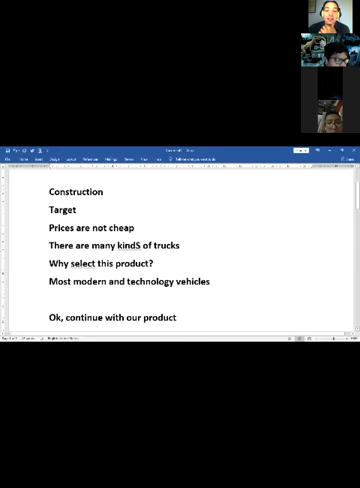 Construction
Target
Prices are not cheap
There are many kindS of trucks
Why select this product?
Most modern and technology vehicles
Ok, continue with our product